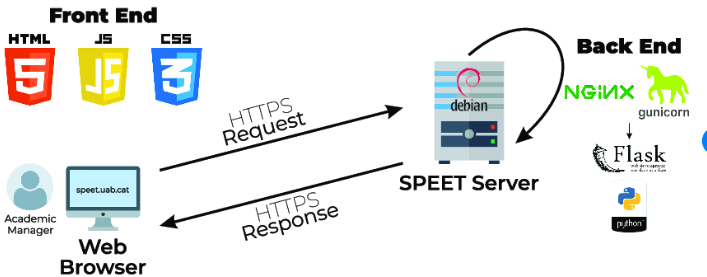 Front End
HTML
JS
CSS
5
JS
3
HTTPS
Request
HTTPS
Response
speet.uab.cat
Academic
Manager
Web
Browser
debian
SPEET Server
Back End
NGiNX
gunicorn
Flask
python